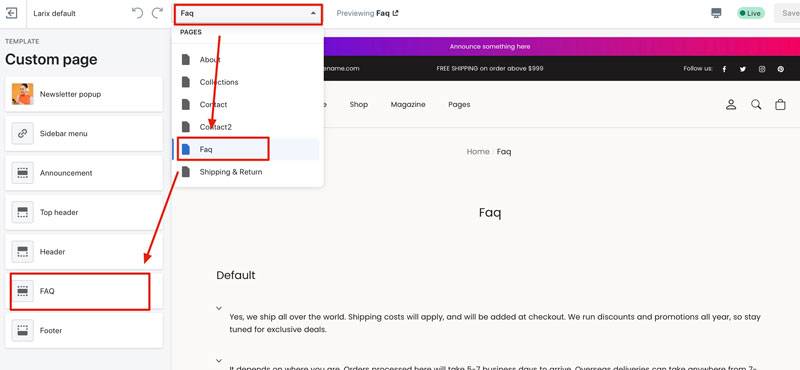 Larix default
Faq
Previewing Faq
Live
Save
TEMPLATE
Custom page
Newsletter popup
Sidebar menu
Announcement
Top header
Header
FAQ
Footer
PAGES
About
Collections
Contact
Contact2
Faq
Shipping & Return
Announce something here
ename.com
FREE SHIPPING on order above $999
Follow us:
e Shop Magazine Pages
Home Faq
Faq
Default
Yes, we ship all over the world. Shipping costs will apply, and will be added at checkout. We run discounts and promotions all year, so stay
tuned for exclusive deals.
It depends on where you are. Orders processed here will take 5-7 business days to arrive. Overseas deliveries can take anywhere from 7-